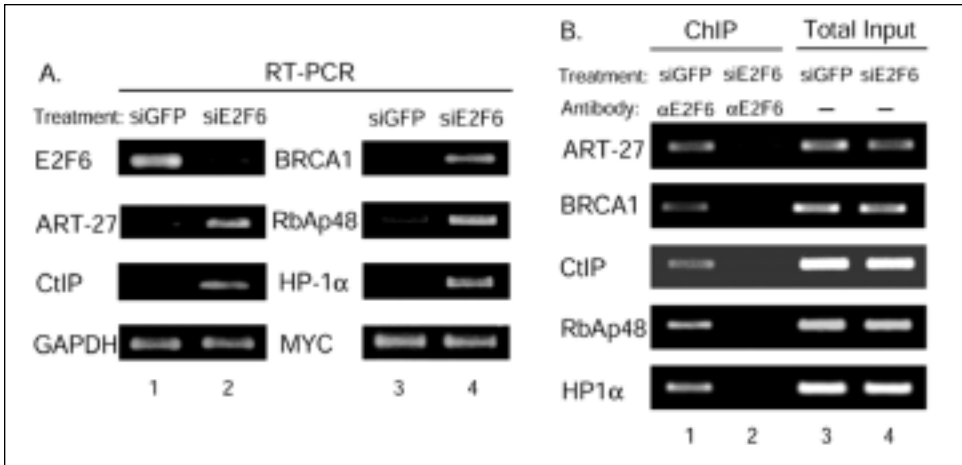 A.
RT-PCR
Treatment: siGFP siE2F6
siGFP siE2F6
E2F6
BRCA1
ART-27
RbAp48
CtIP
HP-1α
GAPDH
MYC
1 2 3 4
B.
ChIP Total Input
Treatment: siGFP siE2F6 siGFP siE2F6
Antibody: αE2F6 αE2F6 – –
ART-27
BRCA1
CtIP
RbAp48
HP1α
1 2 3 4